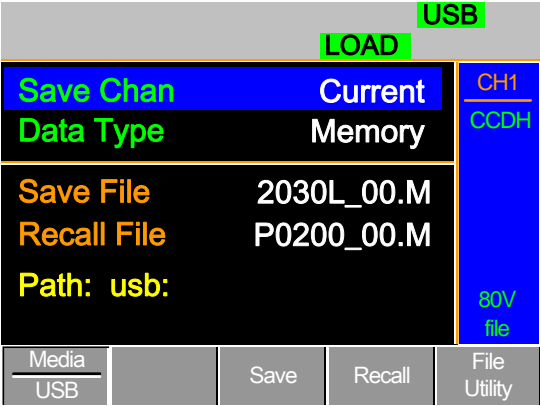 USB
LOAD
Save Chan Current
Data Type Memory
Save File 2030L_00.M
Recall File P0200_00.M
Path: usb:
CH1
CCDH
80V
file
Media
USB
Save
Recall
File
Utility